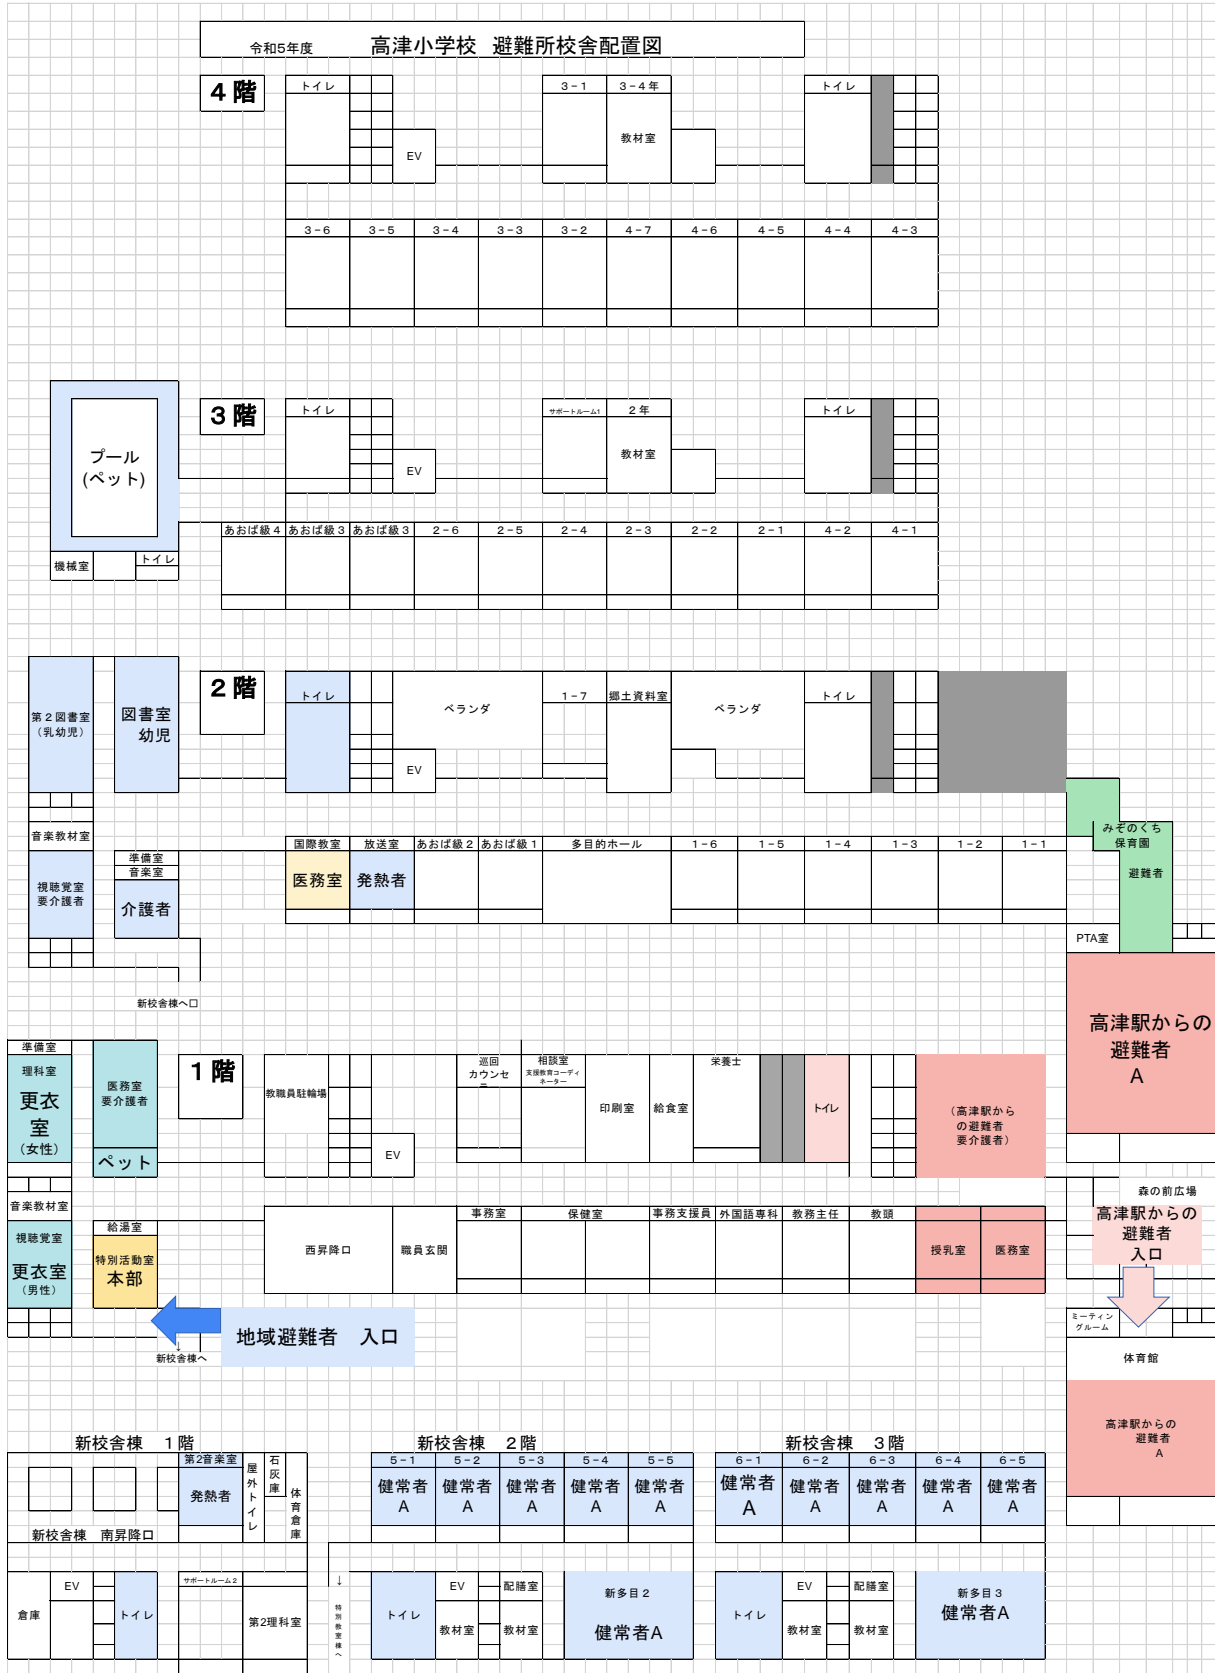 令和5年度　高津小学校　避難所校舎配置図
４階
トイレ
EV
３-１
３-４年
教材室
トイレ
３-６
３-５
３-４
３-３
３-２
４-７
４-６
４-５
４-４
４-３
プール
(ペット)
機械室
トイレ
３階
トイレ
EV
サポートルーム1
２年
教材室
トイレ
あおば級４
あおば級３
あおば級３
２-６
２-５
２-４
２-３
２-２
２-１
４-２
４-１
第２図書室
（乳幼児）
図書室
幼児
２階
トイレ
EV
ベランダ
１-７
郷土資料室
ベランダ
トイレ
音楽教材室
視聴覚室
要介護者
準備室
音楽室
介護者
国際教室
医務室
放送室
発熱者
あおば級２
あおば級１
多目的ホール
１-６
１-５
１-４
１-３
１-２
１-１
みぞのくち
保育園
避難者
PTA室
新校舎棟へ口
高津駅からの
避難者
A
準備室
理科室
更衣
室
（女性）
医務室
要介護者
ペット
１階
教職員駐輪場
EV
巡回
カウンセ
相談室
支援教育コーディ
ネーター
印刷室
給食室
栄養士
トイレ
（高津駅から
の避難者
要介護者）
音楽教材室
視聴覚室
更衣室
（男性）
給湯室
特別活動室
本部
西昇降口
職員玄関
事務室
保健室
事務支援員
外国語専科
教務主任
教頭
授乳室
医務室
森の前広場
高津駅からの
避難者
入口
地域避難者　入口
↓
新校舎棟へ
ミーティン
グルーム
体育館
高津駅からの
避難者
A
新校舎棟　１階
第2音楽室
発熱者
屋外トイレ
石灰庫
体育倉庫
新校舎棟　南昇降口
倉庫
EV
トイレ
サポートルーム２
第2理科室
↓
特別教室棟へ
新校舎棟　２階
５-１
健常者
A
５-２
健常者
A
５-３
健常者
A
５-４
健常者
A
５-５
健常者
A
トイレ
EV
教材室
配膳室
教材室
新多目２
健常者A
新校舎棟　３階
６-１
健常者
A
６-２
健常者
A
６-３
健常者
A
６-４
健常者
A
６-５
健常者
A
トイレ
EV
教材室
配膳室
教材室
新多目３
健常者A